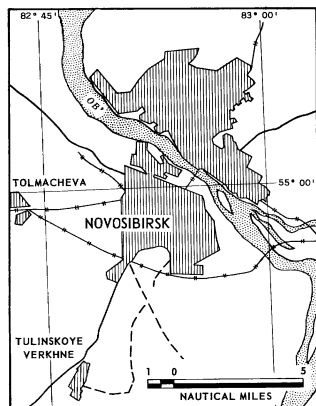 82° 45'
83° 00'
OB'
TOLMACHEVA
55° 00'
NOVOSIBIRSK
TULINSKOYE
VERKHNE
1 0 5
NAUTICAL MILES